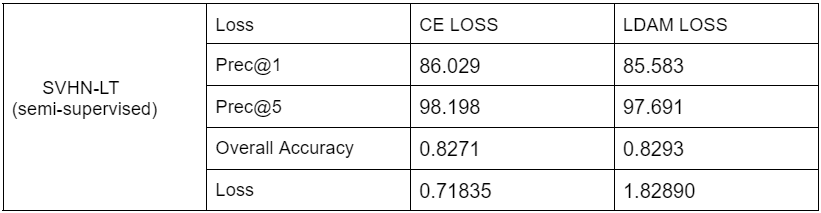 Loss CE LOSS LDAM LOSS
SVHN-LT
(semi-supervised)
Prec@1 86.029 85.583
Prec@5 98.198 97.691
Overall Accuracy 0.8271 0.8293
Loss 0.71835 1.82890